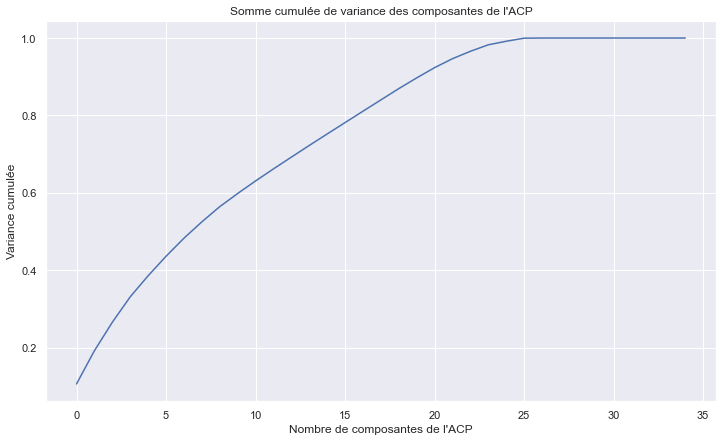 Somme cumulée de variance des composantes de l'ACP
1.0
0.8
0.6
0.4
0.2
Variance cumulée
0 5 10 15 20 25 30 35
Nombre de composantes de l'ACP